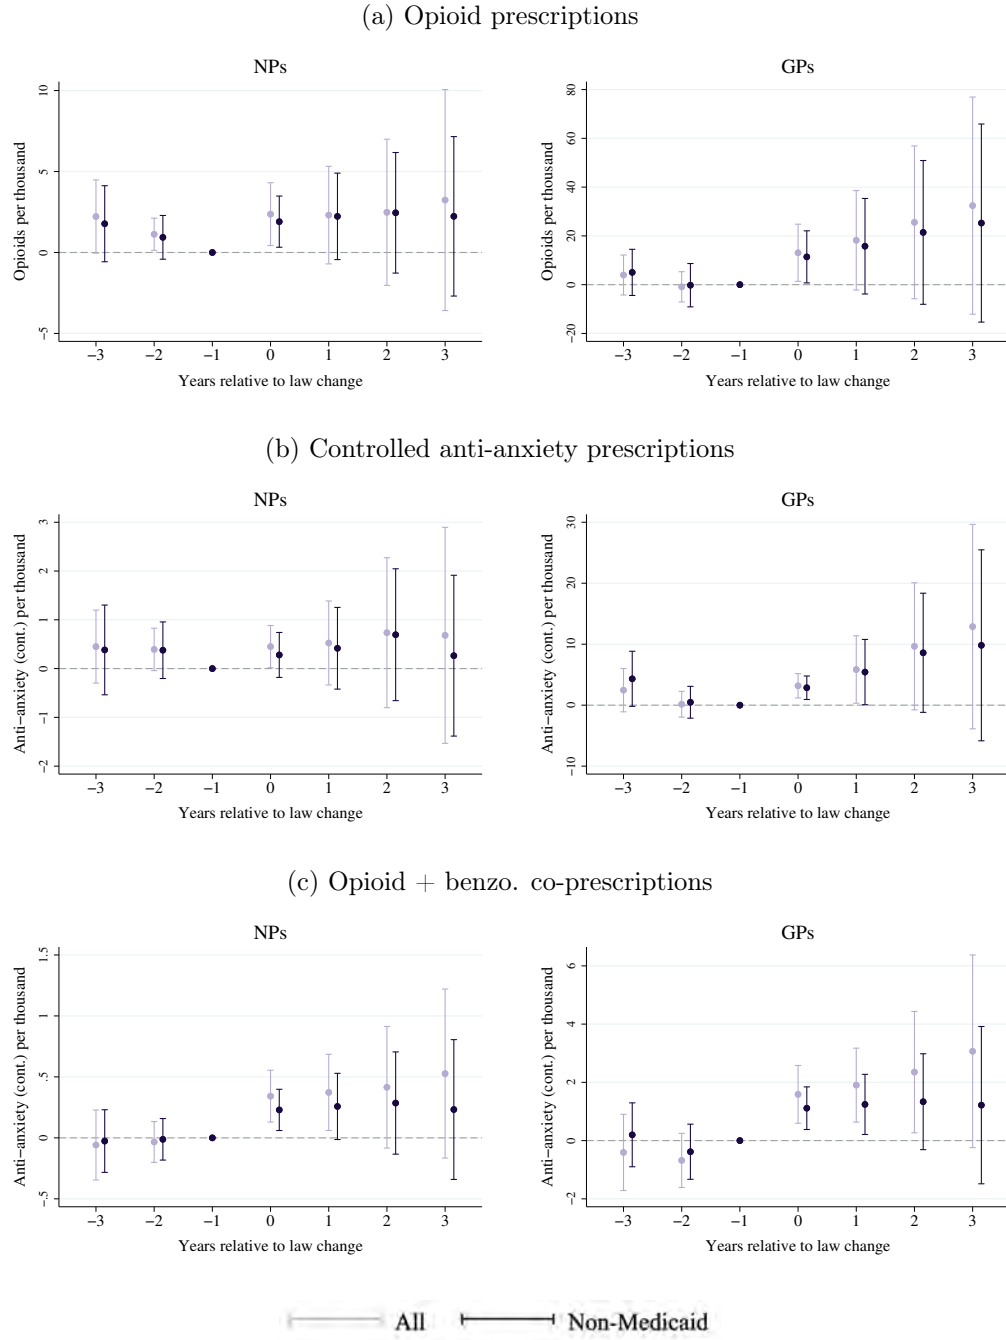 (a) Opioid prescriptions
NPs
Opioids per thousand
10
5
0
−5
−3 −2 −1 0 1 2 3
Years relative to law change
GPs
Opioids per thousand
80
60
40
20
0
−20
−3 −2 −1 0 1 2 3
Years relative to law change
(b) Controlled anti-anxiety prescriptions
NPs
Anti−anxiety (cont.) per thousand
3
2
1
0
−1
−2
−3 −2 −1 0 1 2 3
Years relative to law change
GPs
Anti−anxiety (cont.) per thousand
30
20
10
0
−10
−3 −2 −1 0 1 2 3
Years relative to law change
(c) Opioid + benzo. co-prescriptions
NPs
Anti−anxiety (cont.) per thousand
1.5
1
.5
0
−.5
−3 −2 −1 0 1 2 3
Years relative to law change
GPs
Anti−anxiety (cont.) per thousand
6
4
2
0
−2
−3 −2 −1 0 1 2 3
Years relative to law change
All Non-Medicaid